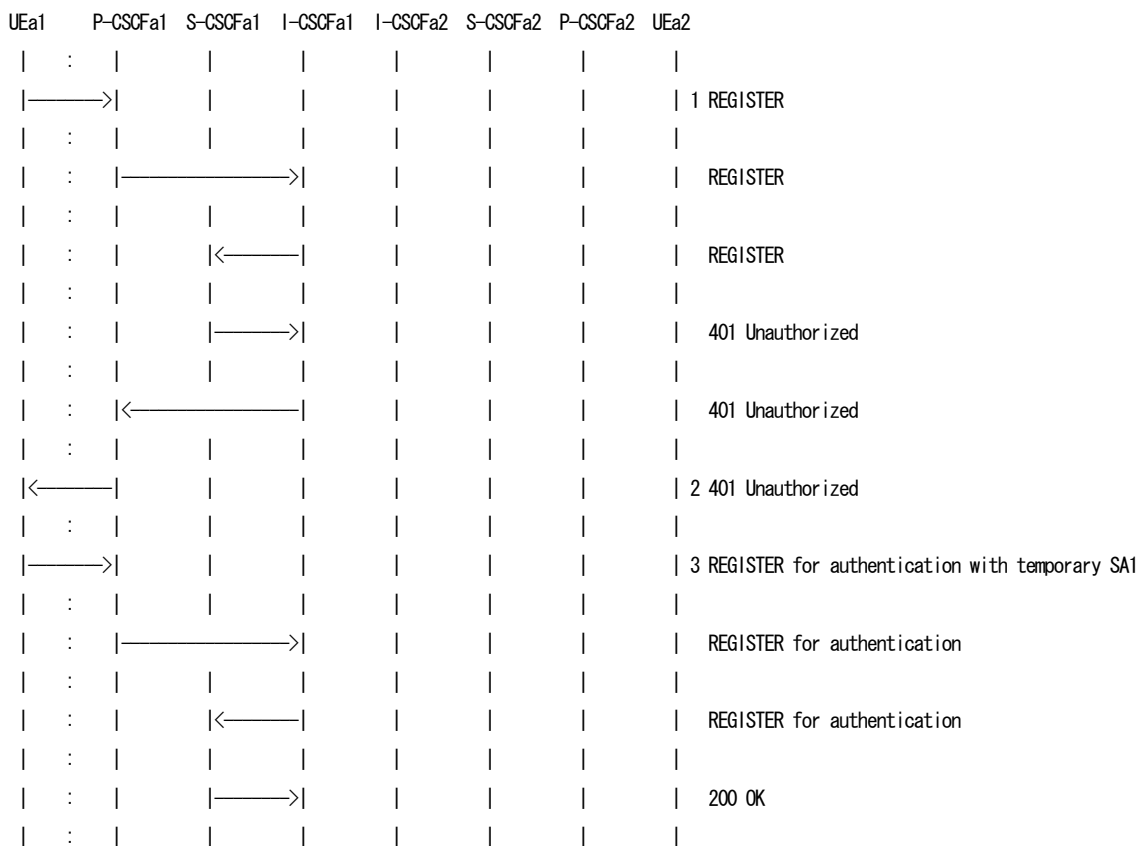 UEa1 P-CSCFa1 S-CSCFa1 I-CSCFa1 I-CSCFa2 S-CSCFa2 P-CSCFa2 UEa2
1 REGISTER
REGISTER
REGISTER
401 Unauthorized
401 Unauthorized
2 401 Unauthorized
3 REGISTER for authentication with temporary SA1
REGISTER for authentication
REGISTER for authentication
200 OK